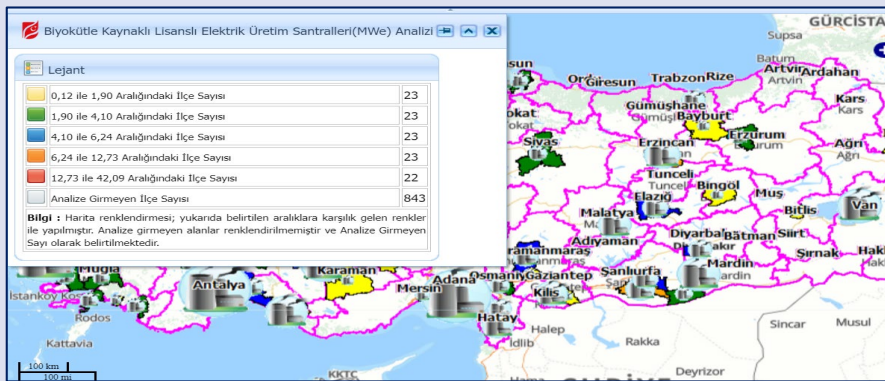 Biyokütle Kaynaklı Lisanslı Elektrik Üretim Santralleri(MWe) Analizi
Lejant
0,12 ile 1,90 Aralığındaki İlçe Sayısı 23
1,90 ile 4,10 Aralığındaki İlçe Sayısı 23
4,10 ile 6,24 Aralığındaki İlçe Sayısı 23
6,24 ile 12,73 Aralığındaki İlçe Sayısı 23
12,73 ile 42,09 Aralığındaki İlçe Sayısı 22
Analize Girmeyen İlçe Sayısı 843
Bilgi : Harita renklendirmesi; yukarıda belirtilen aralıklara karşılık gelen renkler
ile yapılmıştır. Analize girmeyen alanlar renklendirilmemiştir ve Analize Girmeyen
Sayı olarak belirtilmektedir.
GÜRCİSTA
Supsa
Batum
Giresun Trabzon Rize Artvin Ardahan
Artvin
Kars
Kars
Gümüşhane
Bayburt
Sivas
Erzincan
Erzurum
Ağrı
Ağrı
Tunceli
Tunceli
Bingöl
Elazığ
Muş
Malatya
Bitlis
Van
Adıyaman
Batman Siirt
Mardin
Şırnak
Muğla
Antalya
Karaman
Mersin
Adana
Gaziantep
Şanlıurfa
Kilis
Hatay
İstanköy
Rodos
Kattavia
Halep
İdlib
Rakka
Sincar
Musul
Deyrizor
KKTC
100 km
100 mi